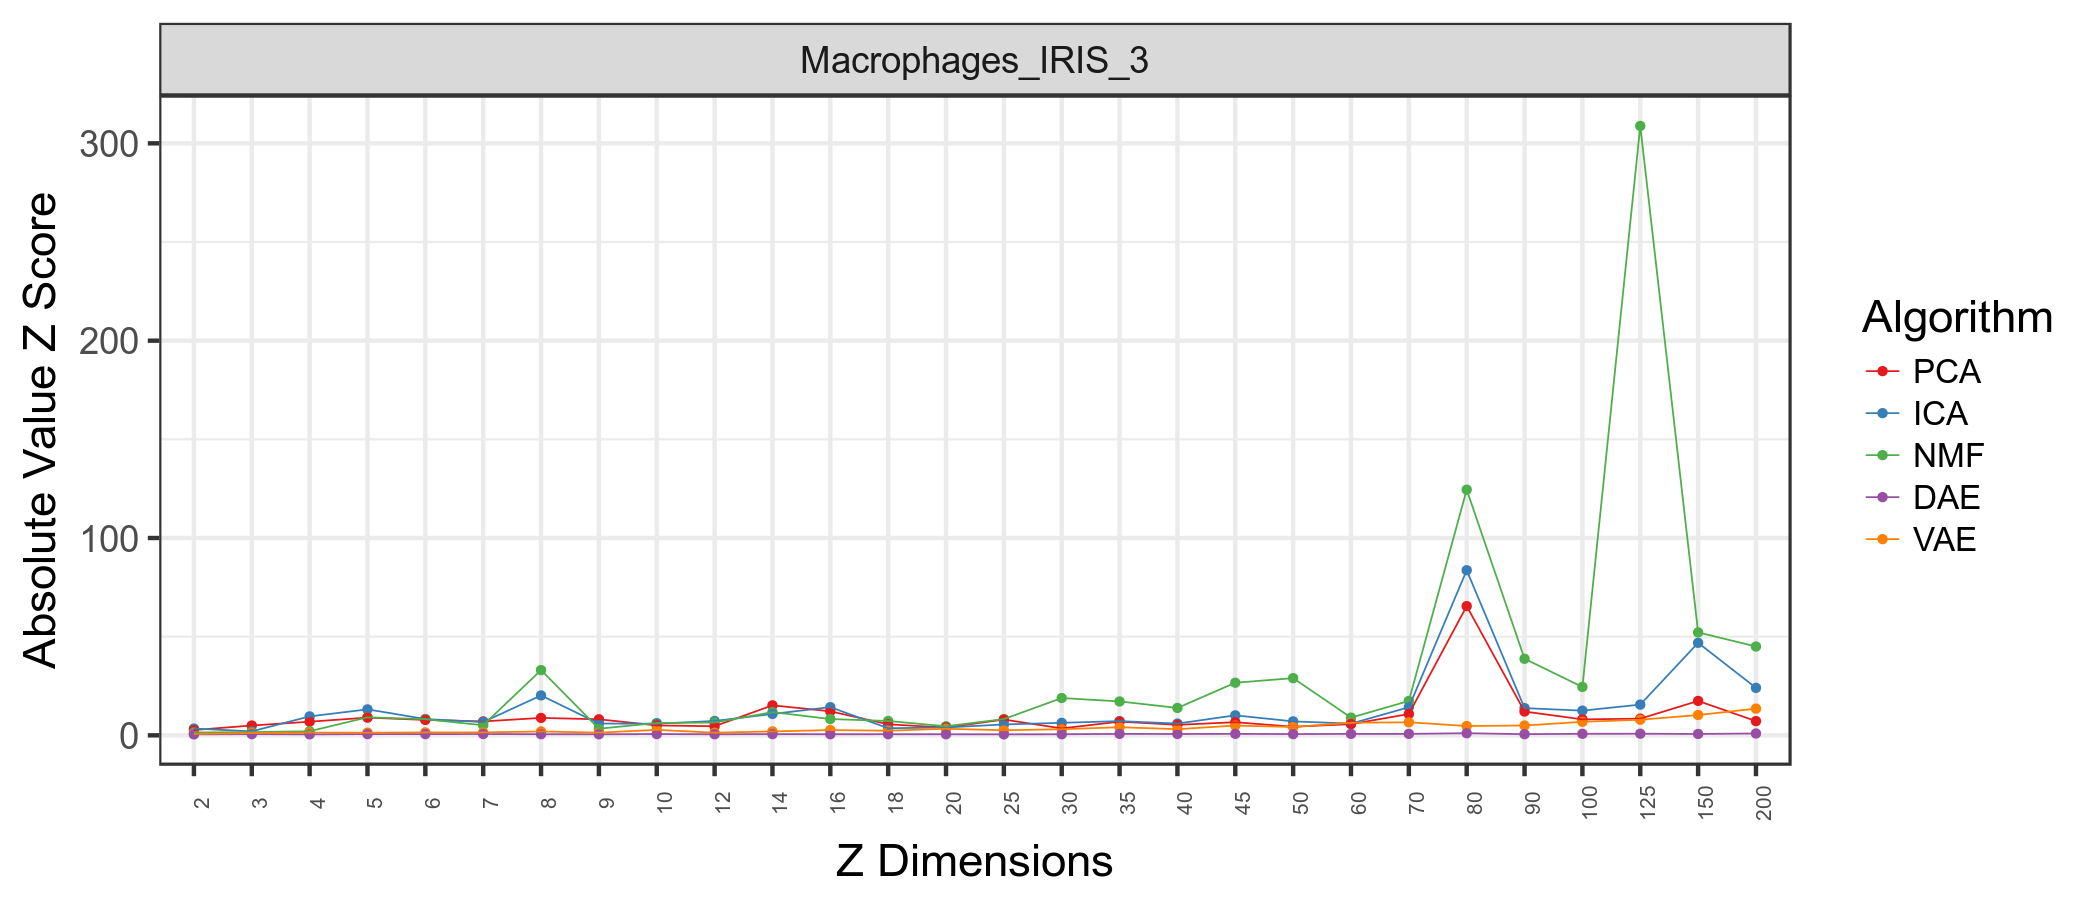 Macrophages_IRIS_3
Absolute Value Z Score
300
200
100
0
2 3 4 5 6 7 8 9 10 12 14 16 18 20 25 30 35 40 45 50 60 70 80 90 100 125 150 200
Z Dimensions
Algorithm
PCA
ICA
NMF
DAE
VAE